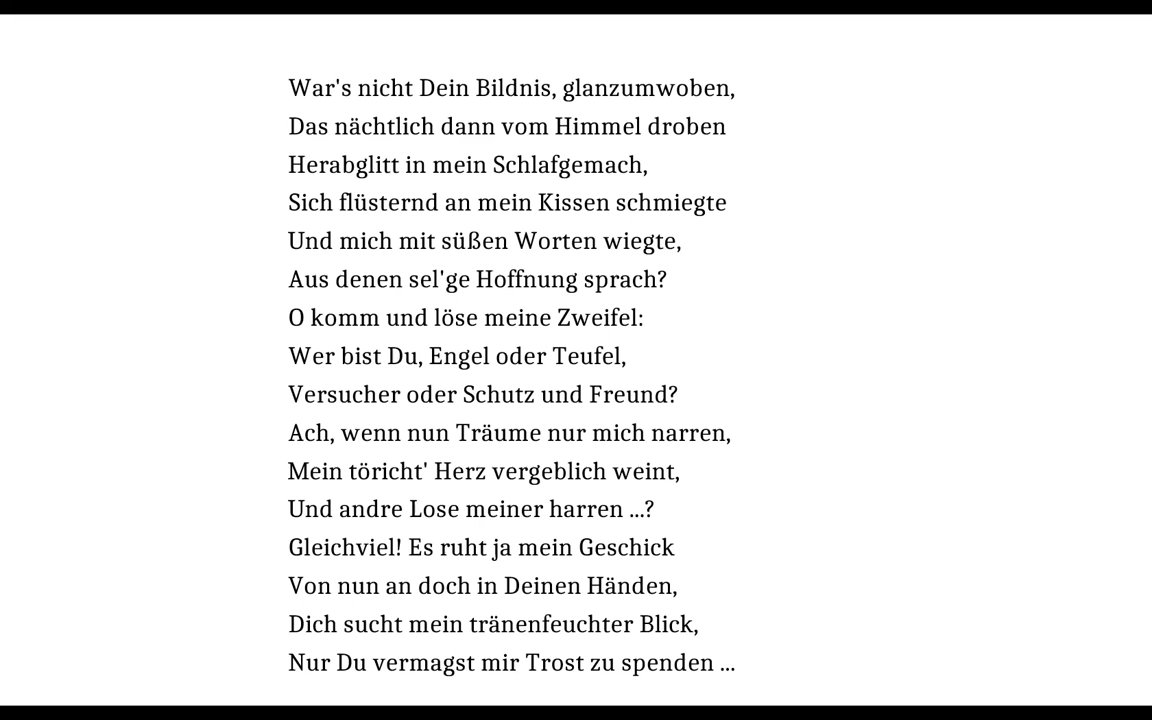 War's nicht Dein Bildnis, glanzumwoben,
Das nächtlich dann vom Himmel droben
Herabglitt in mein Schlafgemach,
Sich flüsternd an mein Kissen schmiegte
Und mich mit süßen Worten wiegte,
Aus denen sel'ge Hoffnung sprach?
O komm und löse meine Zweifel:
Wer bist Du, Engel oder Teufel,
Versucher oder Schutz und Freund?
Ach, wenn nun Träume nur mich narren,
Mein töricht' Herz vergeblich weint,
Und andre Lose meiner harren ...?
Gleichviel! Es ruht ja mein Geschick
Von nun an doch in Deinen Händen,
Dich sucht mein tränenfeuchter Blick,
Nur Du vermagst mir Trost zu spenden ...